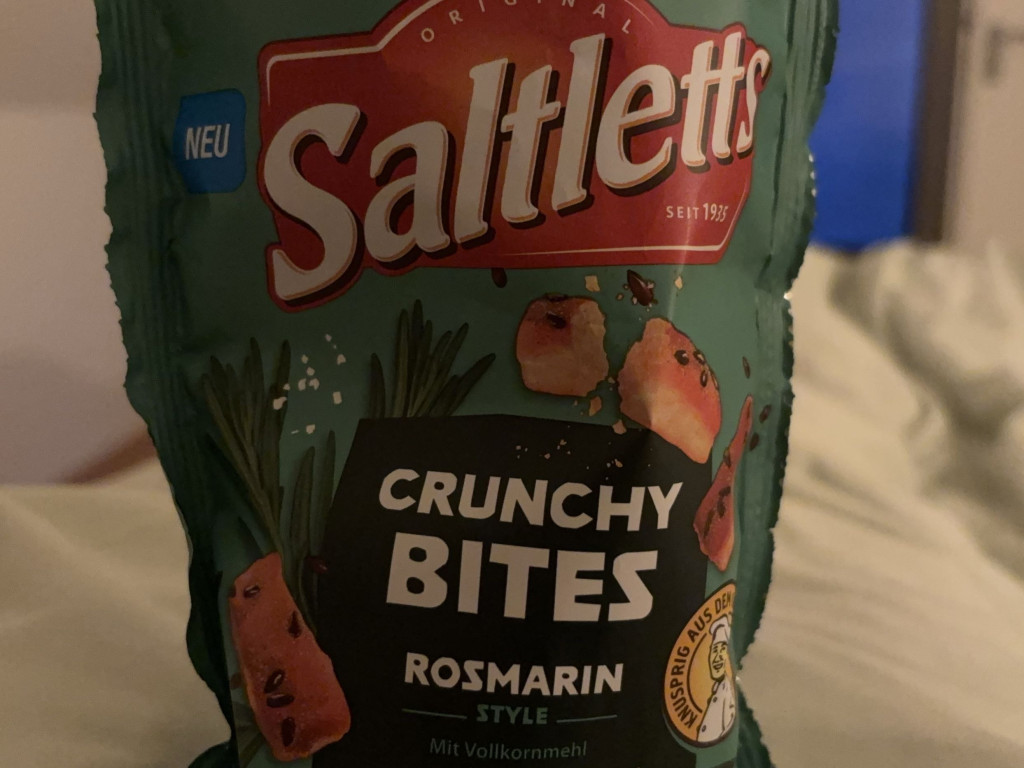 ORIGINAL
Saltletts
SEIT 1935
NEU
CRUNCHY
BITES
ROSMARIN
STYLE
Mit Vollkornmehl
KNUSPRIG AUS DEM